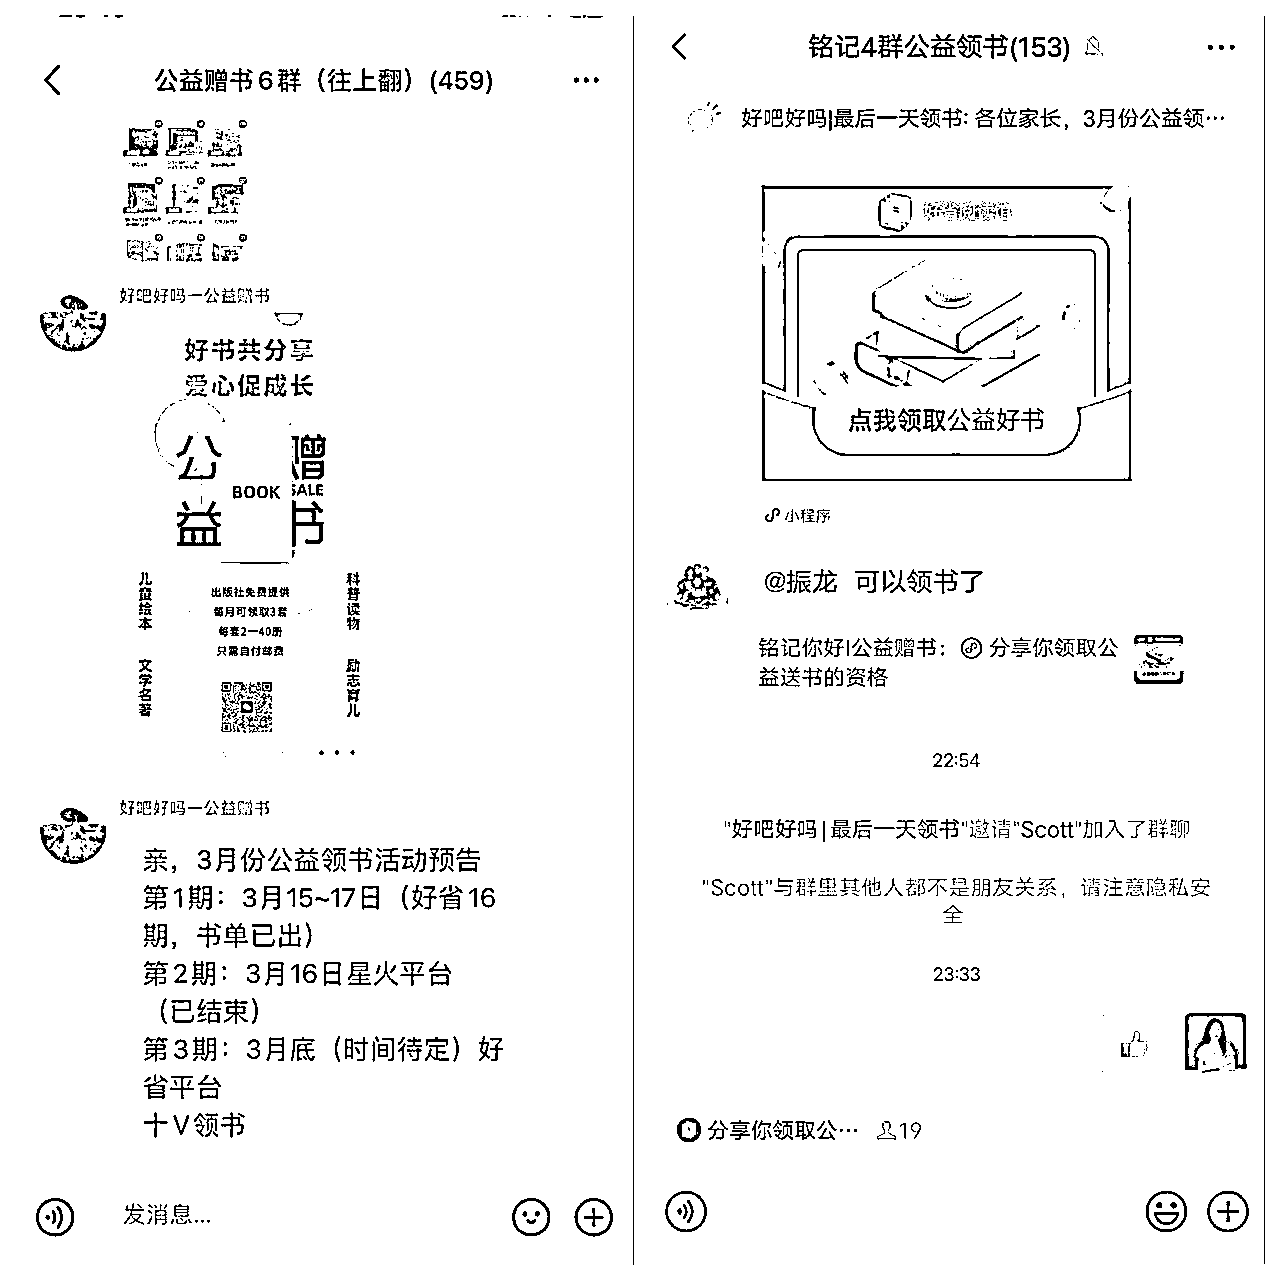 公益赠书6群（往上翻）(459)
好吧好吗—公益赠书
好书共分享
爱心促成长
公益
赠书
BOOK
SALE
儿童绘本
文学名著
出版社免费提供
每月可领取3套
每套2—40册
只需自付邮费
科普读物
励志育儿
好吧好吗—公益赠书
亲，3月份公益领书活动预告
第1期：3月15~17日（好省16
期，书单已出）
第2期：3月16日星火平台
（已结束）
第3期：3月底（时间待定）好
省平台
十V领书
发消息...
铭记4群公益领书(153)
好吧好吗|最后一天领书: 各位家长，3月份公益领…
点我领取公益好书
小程序
@振龙 可以领书了
铭记你好|公益赠书：分享你领取公
益送书的资格
22:54
"好吧好吗|最后一天领书"邀请"Scott"加入了群聊
"Scott"与群里其他人都不是朋友关系，请注意隐私安
全
23:33
分享你领取公… 19